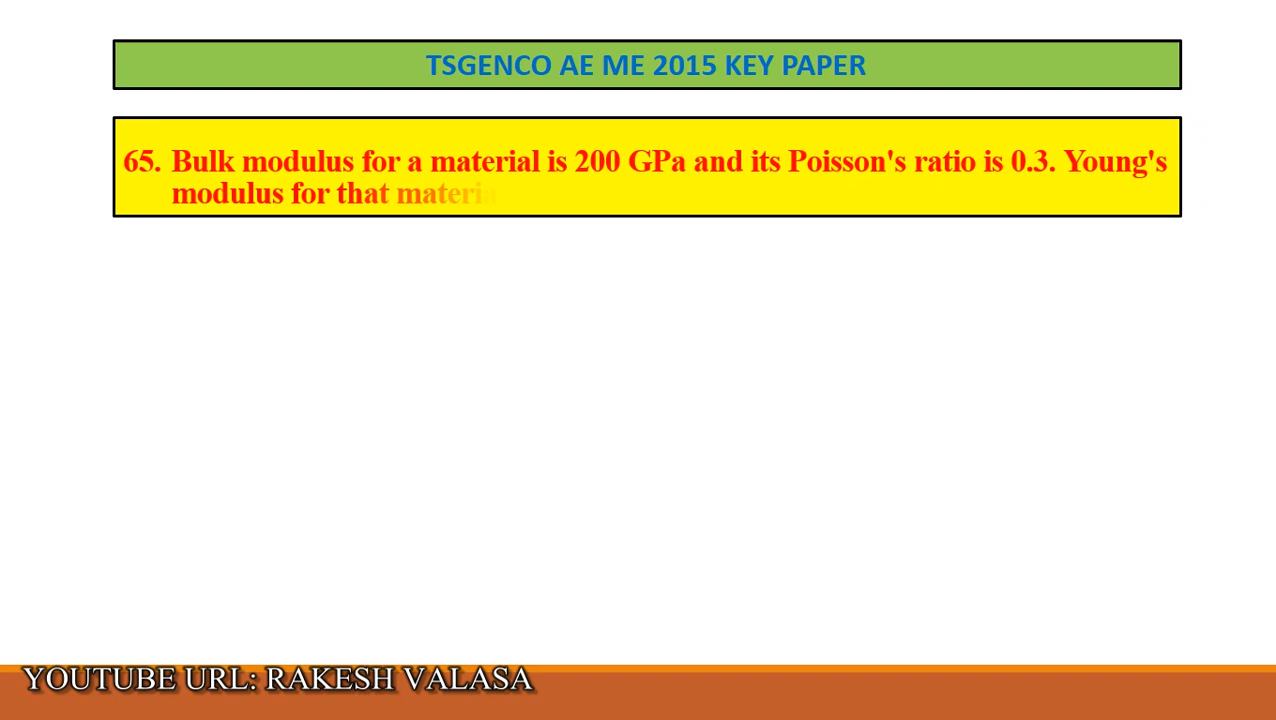 TSGENCO AE ME 2015 KEY PAPER
65. Bulk modulus for a material is 200 GPa and its Poisson's ratio is 0.3. Young's
modulus for that materia
YOUTUBE URL: RAKESH VALASA